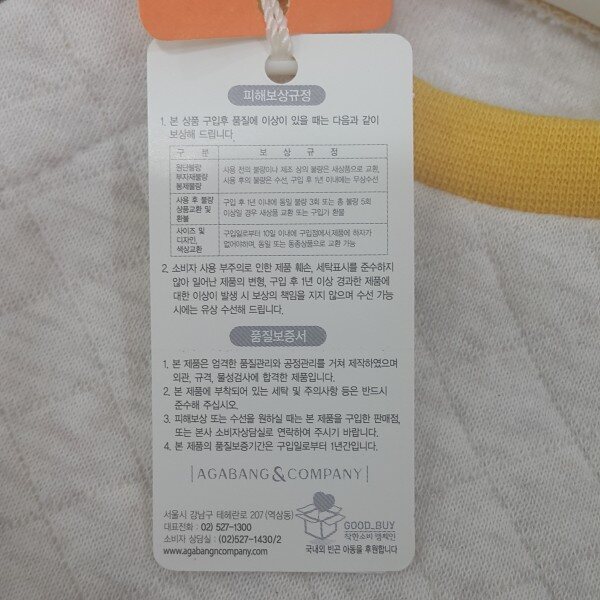 피해보상규정
1. 본 상품 구입후 품질에 이상이 있을 때는 다음과 같이
보상해 드립니다.
구 분 보 상 규 정
원단불량
부자재불량
봉제불량
사용 전의 불량이나 제조 상의 불량은 새상품으로 교환,
사용 후의 불량은 수선, 구입 후 1년 이내에는 무상수선
사용 후 불량
상품교환 및
환불
구입 후 1년 이내에 동일 불량 3회 또는 총 불량 5회
이상일 경우 새상품 교환 또는 구입가 환불
사이즈 및
디자인,
색상교환
구입일로부터 10일 이내에 구입점에서 제품에 하자가
없어야하며, 동일 또는 동종상품으로 교환 가능
2. 소비자 사용 부주의로 인한 제품 훼손, 세탁표시를 준수하지
않아 일어난 제품의 변형, 구입 후 1년 이상 경과한 제품에
대한 이상이 발생 시 보상의 책임을 지지 않으며 수선 가능
시에는 유상 수선해 드립니다.
품질보증서
1. 본 제품은 엄격한 품질관리와 공정관리를 거쳐 제작하였으며
외관, 규격, 물성검사에 합격한 제품입니다.
2. 본 제품에 부착되어 있는 세탁 및 주의사항 등은 반드시
준수해 주십시오.
3. 피해보상 또는 수선을 원하실 때는 본 제품을 구입한 판매점,
또는 본사 소비자상담실로 연락하여 주시기 바랍니다.
4. 본 제품의 품질보증기간은 구입일로부터 1년간입니다.
AGABANG&COMPANY
서울시 강남구 테헤란로 207 (역삼동)
대표전화 : 02) 527-1300
소비자 상담실 : (02)527-1430/2
www.agabangncompany.com
GOOD_BUY
착한소비 캠페인
국내외 빈곤 아동을 후원합니다